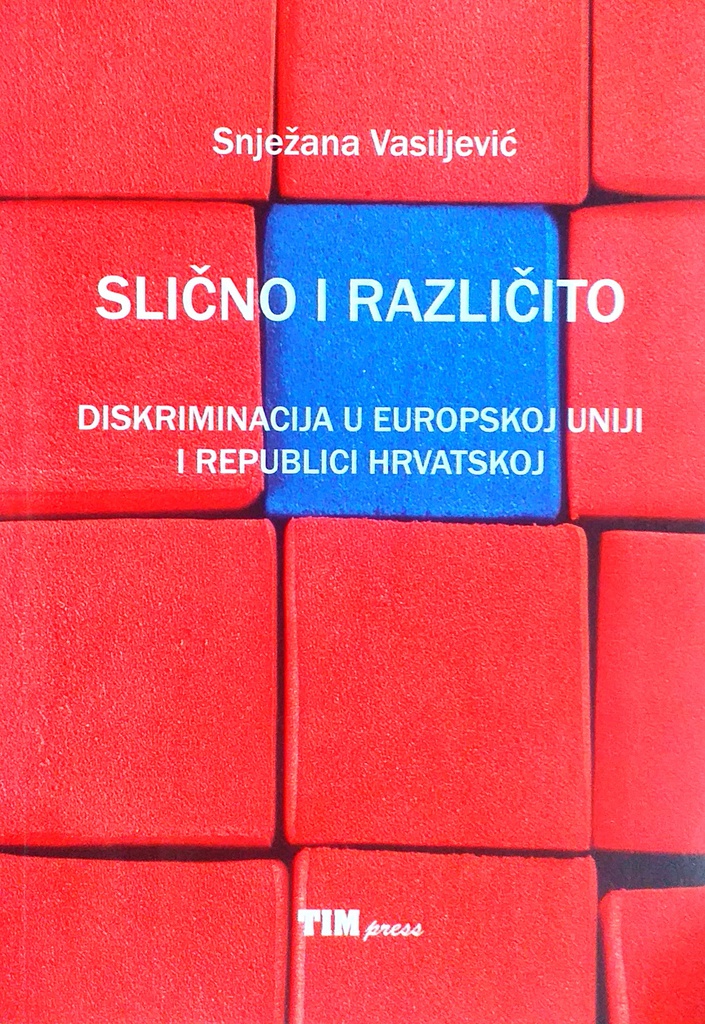 Snježana Vasiljević
SLIČNO I RAZLIČITO
DISKRIMINACIJA U EUROPSKOJ UNIJI
I REPUBLICI HRVATSKOJ
TIM press